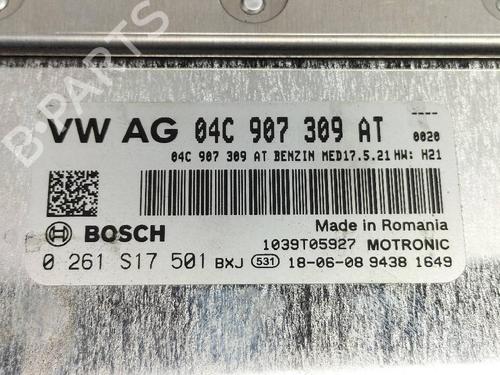 B-PARTS
----
VW AG 04C 907 309 AT 0020
04C 907 309 AT BENZIN MED17.5.21 HW: H21
BOSCH
Made in Romania
1039T05927 MOTRONIC
0 261 S17 501 BXJ 531 18-06-08 9438 1649